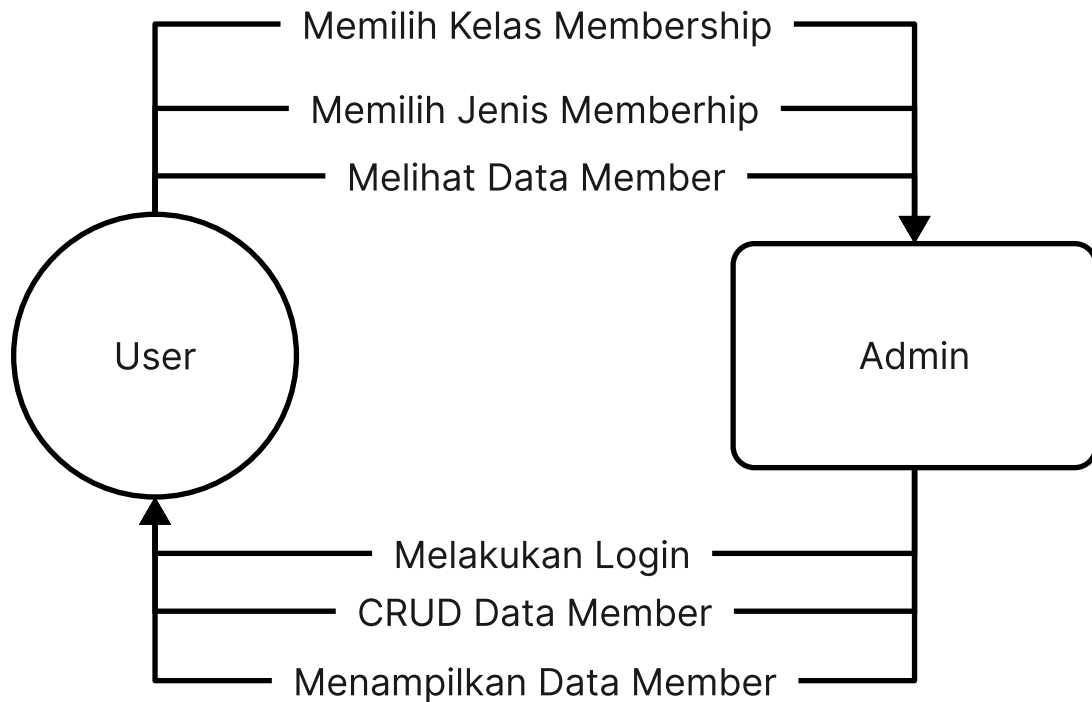 Memilih Kelas Membership
Memilih Jenis Memberhip
Melihat Data Member
User
Admin
Melakukan Login
CRUD Data Member
Menampilkan Data Member